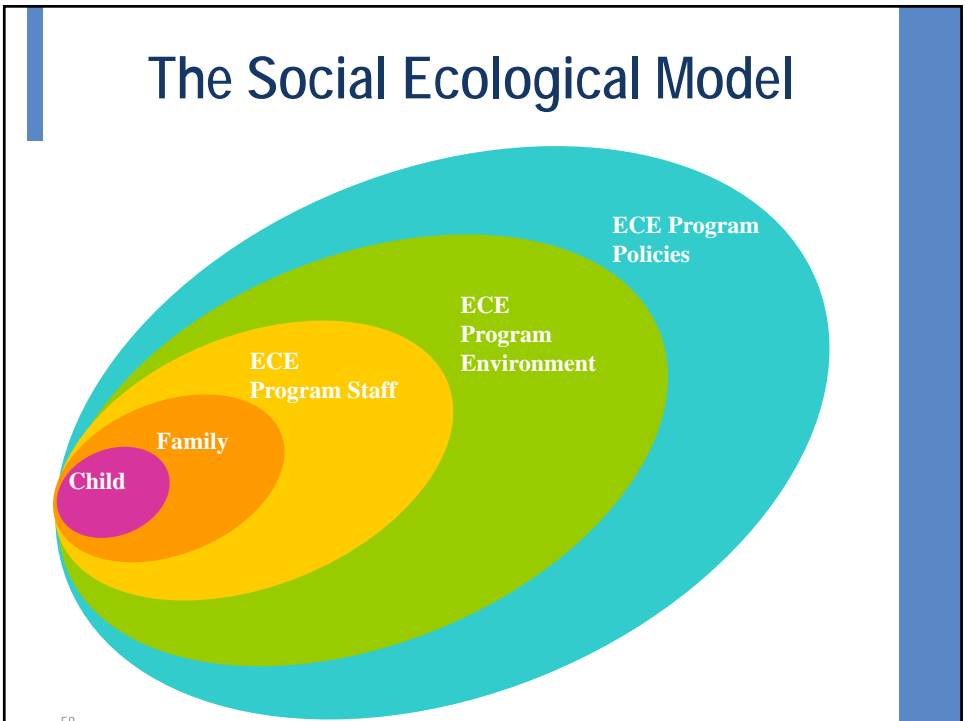 The Social Ecological Model
ECE Program
Policies
ECE
Program
Environment
ECE
Program Staff
Family
Child